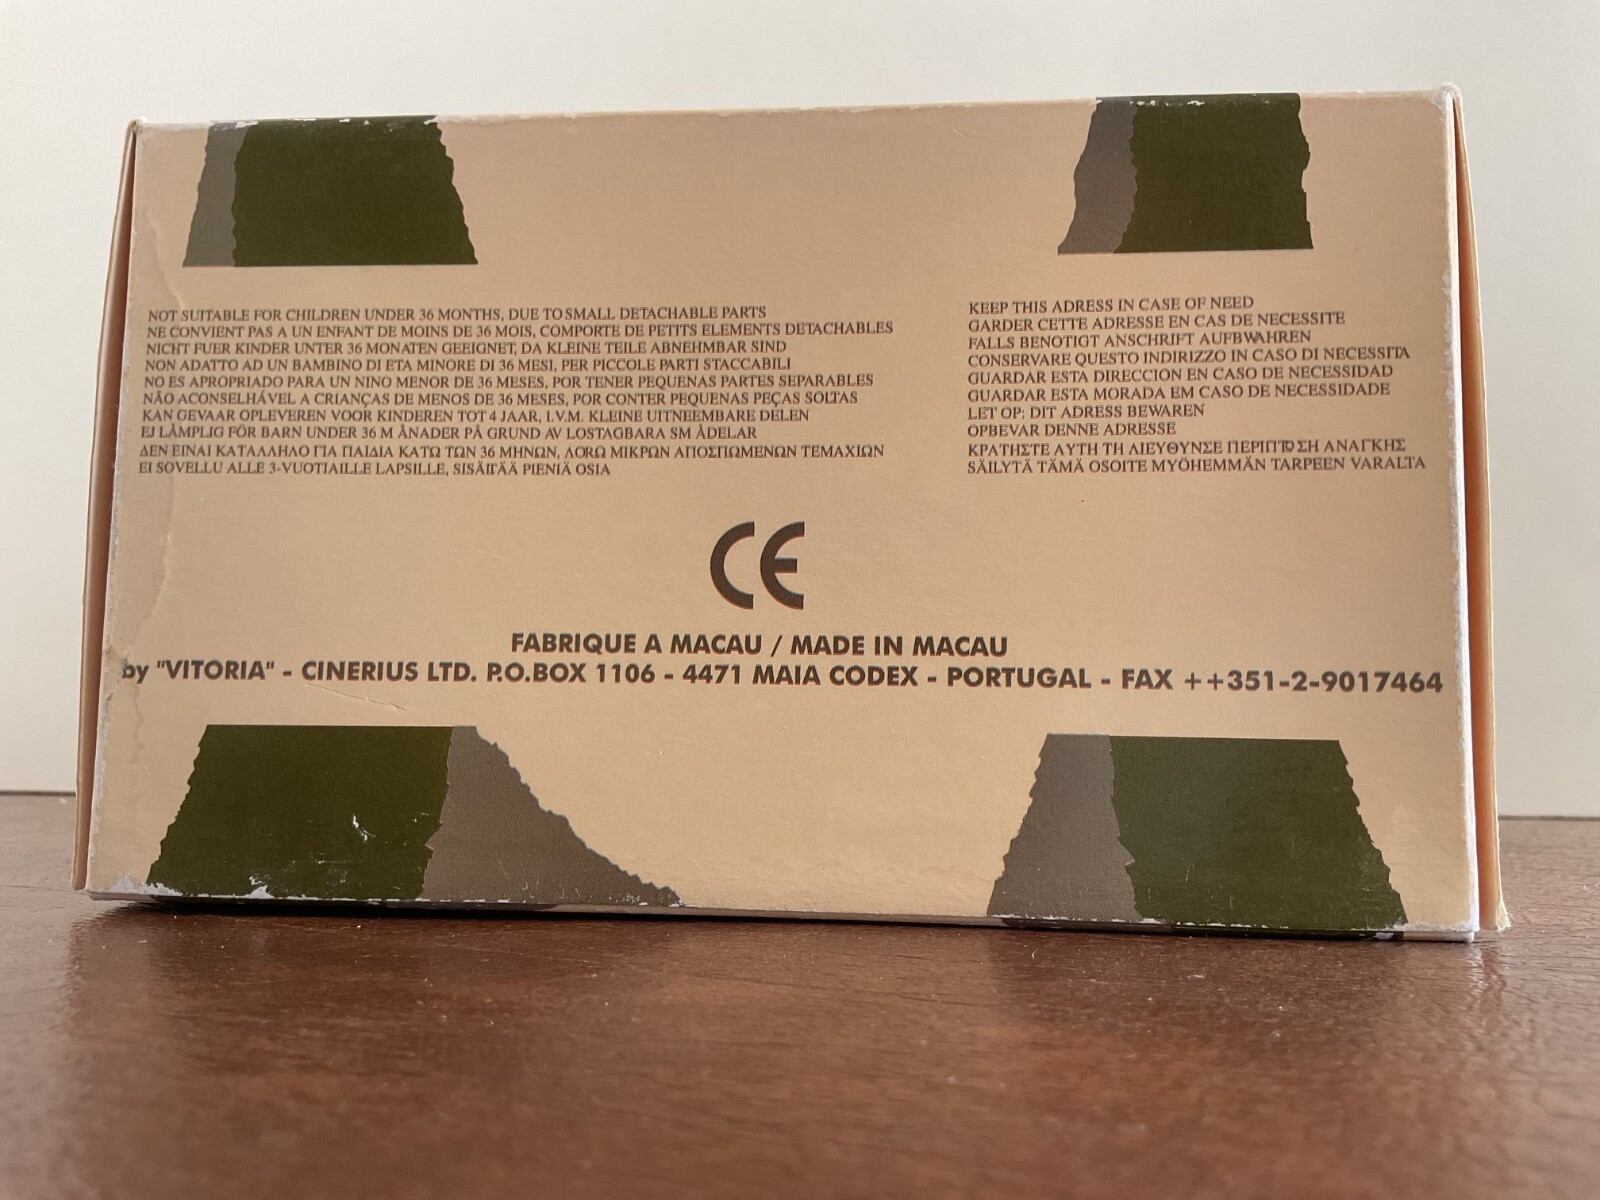 NOT SUITABLE FOR CHILDREN UNDER 36 MONTHS, DUE TO SMALL DETACHABLE PARTS
NE CONVIENT PAS A UN ENFANT DE MOINS DE 36 MOIS, COMPORTE DE PETITS ELEMENTS DETACHABLES
NICHT FUER KINDER UNTER 36 MONATEN GEEIGNET, DA KLEINE TEILE ABNEHMBAR SIND
NON ADATTO AD UN BAMBINO DI ETA MINORE DI 36 MESI, PER PICCOLE PARTI STACCABILI
NO ES APROPRIADO PARA UN NINO MENOR DE 36 MESES, POR TENER PEQUENAS PARTES SEPARABLES
NÃO ACONSELHÁVEL A CRIANÇAS DE MENOS DE 36 MESES, POR CONTER PEQUENAS PEÇAS SOLTAS
KAN GEVAAR OPLEVEREN VOOR KINDEREN TOT 4 JAAR, I.V.M. KLEINE UITNEEMBARE DELEN
EJ LÅMPLIG FÖR BARN UNDER 36 M ÅNADER PÅ GRUND AV LOSTAGBARA SM ÅDELAR
ΔΕΝ ΕΙΝΑΙ ΚΑΤΑΛΛΗΛΟ ΓΙΑ ΠΑΙΔΙΑ ΚΑΤΩ ΤΩΝ 36 ΜΗΝΩΝ, ΛΟΓΩ ΜΙΚΡΩΝ ΑΠΟΣΠΩΜΕΝΩΝ ΤΕΜΑΧΙΩΝ
EI SOVELLU ALLE 3-VUOTIAILLE LAPSILLE, SISÄITÄÄ PIENIÄ OSIA
KEEP THIS ADRESS IN CASE OF NEED
GARDER CETTE ADRESSE EN CAS DE NECESSITE
FALLS BENOTIGT ANSCHRIFT AUFBWAHREN
CONSERVARE QUESTO INDIRIZZO IN CASO DI NECESSITA
GUARDAR ESTA DIRECCION EN CASO DE NECESSIDAD
GUARDAR ESTA MORADA EM CASO DE NECESSIDADE
LET OP: DIT ADRESS BEWAREN
OPBEVAR DENNE ADRESSE
ΚΡΑΤΗΣΤΕ ΑΥΤΗ ΤΗ ΔΙΕΥΘΥΝΣΕ ΠΕΡΙΠΤΩΣΗ ΑΝΑΓΚΗΣ
SÄILYTÄ TÄMÄ OSOITE MYÖHEMMÄN TARPEEN VARALTA
CE
FABRIQUE A MACAU / MADE IN MACAU
by "VITORIA" - CINERIUS LTD. P.O.BOX 1106 - 4471 MAIA CODEX - PORTUGAL - FAX ++351-2-9017464